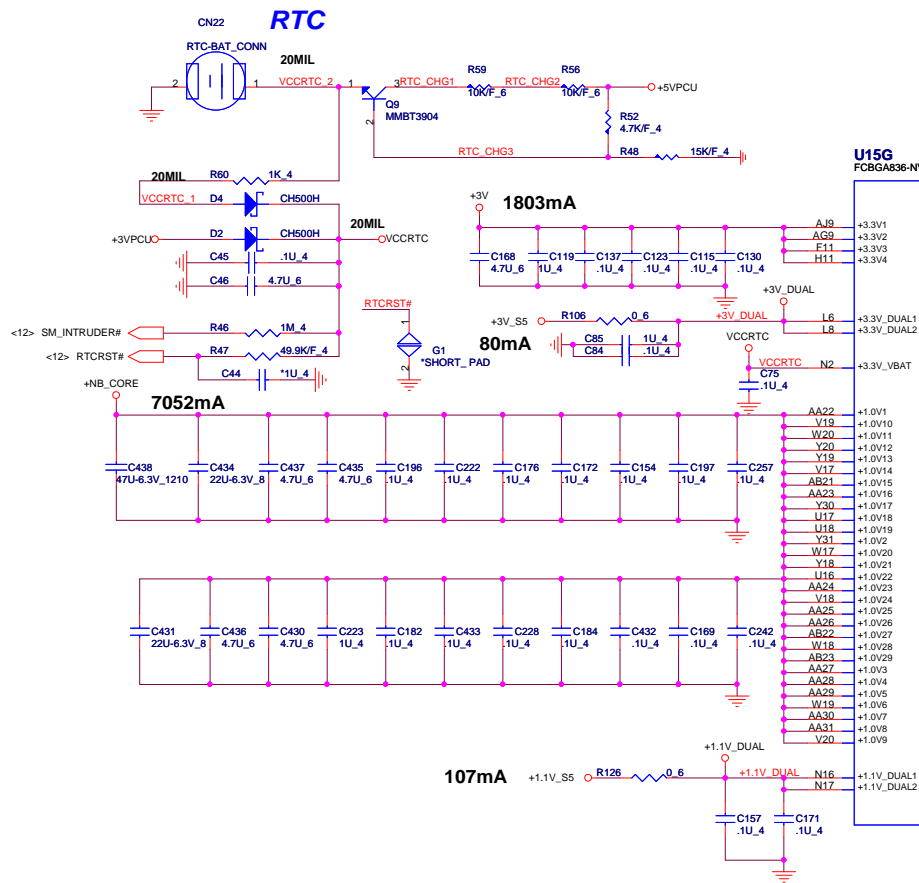 RTC
CN22
RTC-BAT_CONN
20MIL
2
1
VCCRTC_2
1
3
RTC_CHG1
R59
10K/F_6
RTC_CHG2
R56
10K/F_6
+5VPCU
Q9
MMBT3904
2
R52
4.7K/F_4
RTC_CHG3
R48
15K/F_4
R60
1K_4
20MIL
VCCRTC_1
D4
CH500H
20MIL
+3VPCU
D2
CH500H
VCCRTC
C45
.1U_4
C46
4.7U_6
<12> SM_INTRUDER#
R46
1M_4
<12> RTCRST#
R47
49.9K/F_4
C44
*1U_4
RTCRST#
1
G1
*SHORT_PAD
2
+3V
1803mA
C168
4.7U_6
C119
1U_4
C137
.1U_4
C123
.1U_4
C115
.1U_4
C130
.1U_4
+3V_S5
R106
0_6
+3V_DUAL
+3V_DUAL
80mA
C85
1U_4
C84
.1U_4
VCCRTC
VCCRTC
C75
.1U_4
U15G
FCBGA836-NV
AJ9 +3.3V1
AG9 +3.3V2
F11 +3.3V3
H11 +3.3V4
L6 +3.3V_DUAL1
L8 +3.3V_DUAL2
N2 +3.3V_VBAT
+NB_CORE
7052mA
C438
47U-6.3V_1210
C434
22U-6.3V_8
C437
4.7U_6
C435
4.7U_6
C196
.1U_4
C222
.1U_4
C176
.1U_4
C172
.1U_4
C154
.1U_4
C197
.1U_4
C257
.1U_4
AA22 +1.0V1
V19 +1.0V10
W20 +1.0V11
Y20 +1.0V12
Y19 +1.0V13
V17 +1.0V14
AB21 +1.0V15
AA23 +1.0V16
Y30 +1.0V17
U17 +1.0V18
U18 +1.0V19
Y31 +1.0V2
W17 +1.0V20
Y18 +1.0V21
U16 +1.0V22
AA24 +1.0V23
V18 +1.0V24
AA25 +1.0V25
AA26 +1.0V26
AB22 +1.0V27
W18 +1.0V28
AB23 +1.0V29
AA27 +1.0V3
AA28 +1.0V4
AA29 +1.0V5
W19 +1.0V6
AA30 +1.0V7
AA31 +1.0V8
V20 +1.0V9
C431
22U-6.3V_8
C436
4.7U_6
C430
4.7U_6
C223
1U_4
C182
.1U_4
C433
.1U_4
C228
.1U_4
C184
.1U_4
C432
.1U_4
C169
.1U_4
C242
.1U_4
107mA
+1.1V_S5
R126
0_6
+1.1V_DUAL
+1.1V_DUAL
N16 +1.1V_DUAL1
N17 +1.1V_DUAL2
C157
.1U_4
C171
.1U_4